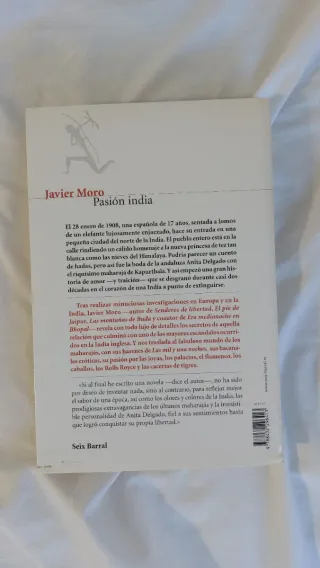 Javier Moro
Pasión india
El 28 enero de 1908, una española de 17 años, sentada a lomos
de un elefante lujosamente enjaezado, hace su entrada en una
pequeña ciudad del norte de la India. El pueblo entero está en la
calle rindiendo un cálido homenaje a la nueva princesa de tez tan
blanca como las nieves del Himalaya. Podría parecer un cuento
de hadas, pero así fue la boda de la andaluza Anita Delgado con
el riquísimo maharajá de Kapurthala. Y así empezó una gran his-
toria de amor —y traición— que se desgranó durante casi dos
décadas en el corazón de una India a punto de extinguirse.
Tras realizar minuciosas investigaciones en Europa y en la
India, Javier Moro —autor de Senderos de libertad, El pie de
Jaipur, Las montañas de Buda y coautor de Era medianoche en
Bhopal— revela con todo lujo de detalles los secretos de aquella
relación que culminó con uno de los mayores escándalos ocurri-
dos en la India inglesa. Y nos traslada al fabuloso mundo de los
maharajás, con sus harenes de Las mil y una noches, sus bacana-
les eróticas, su pasión por las joyas, los palacios, el flamenco, los
caballos, los Rolls Royce y las cacerías de tigres.
«Si al final he escrito una novela —dice el autor—, no ha sido
por deseo de inventar nada, sino al contrario, para reflejar mejor
el sabor de una época, así como los olores y colores de la India, las
prodigiosas extravagancias de los últimos maharajás y la irresisti-
ble personalidad de Anita Delgado, fiel a sus sentimientos hasta
que logró conquistar su propia libertad.»
Seix Barral